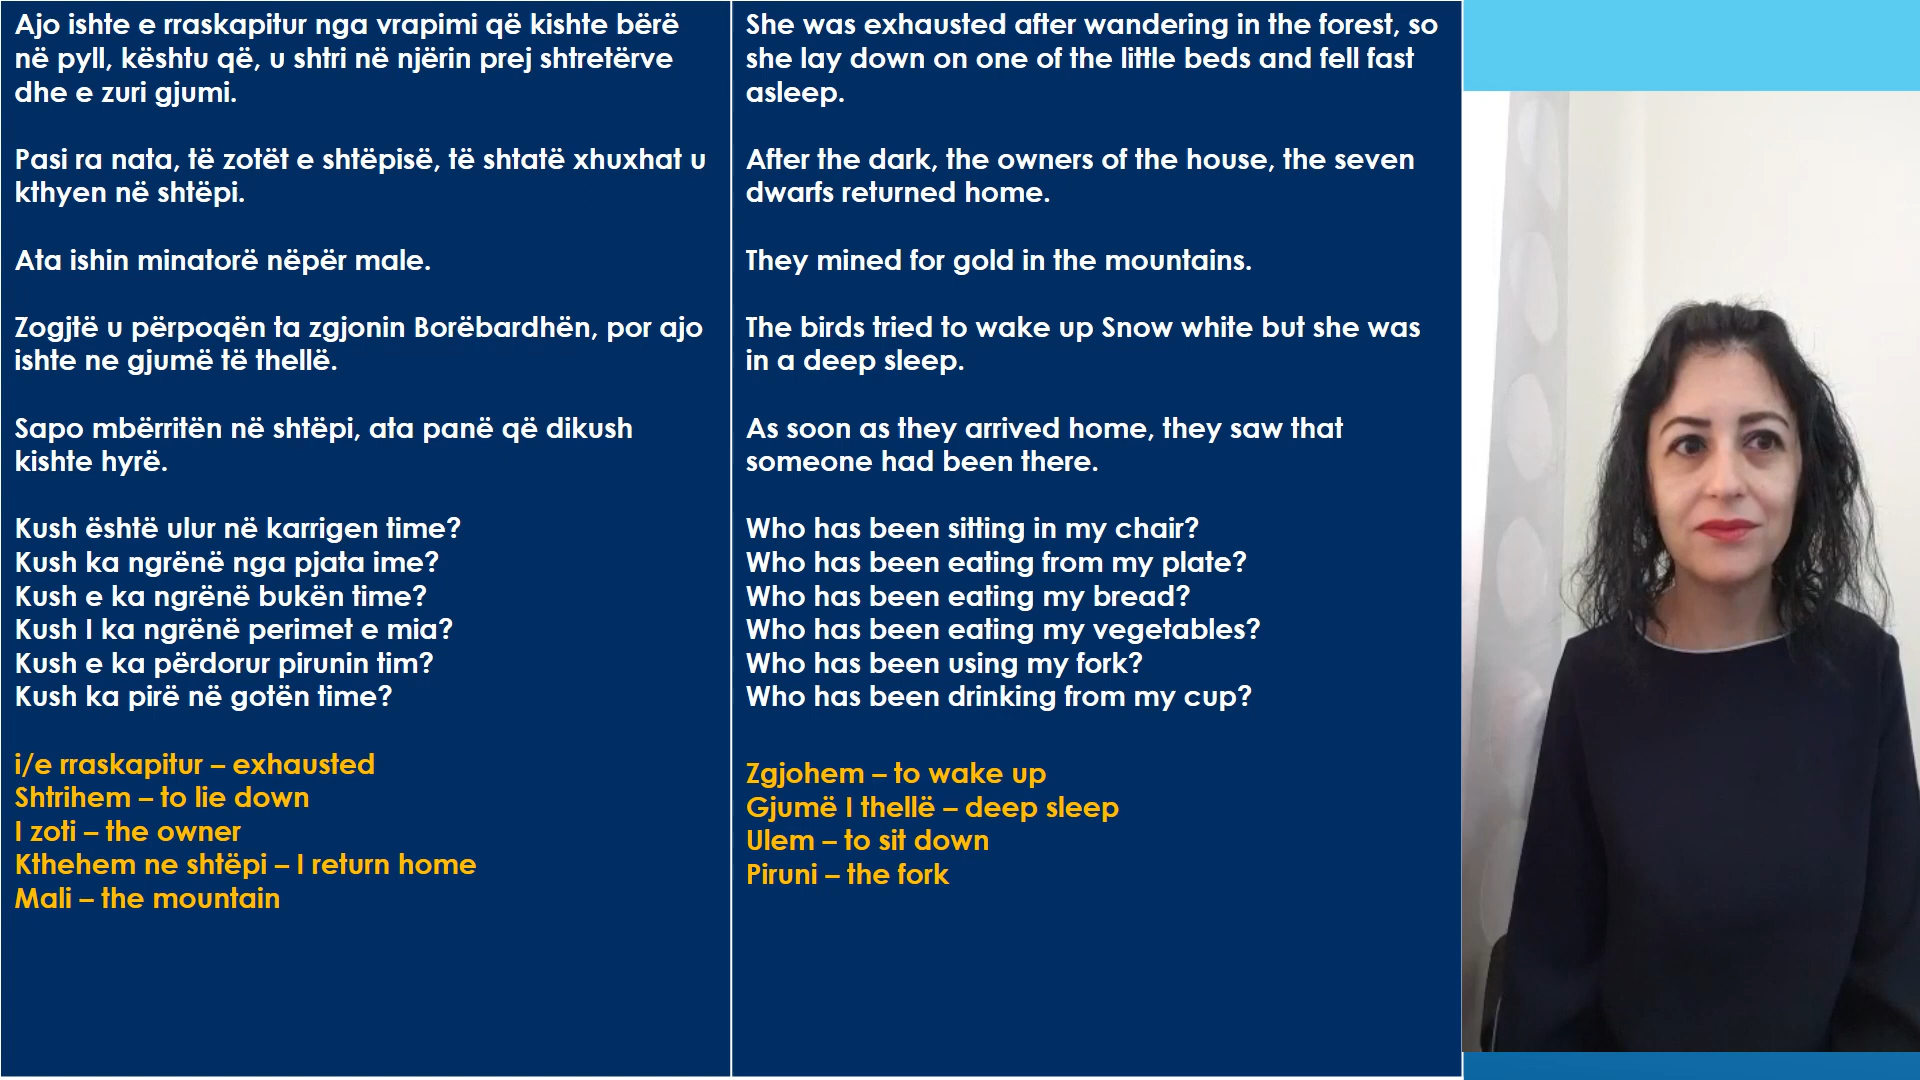 Ajo ishte e rraskapitur nga vrapimi që kishte bërë
në pyll, kështu që, u shtri në njërin prej shtretërve
dhe e zuri gjumi.
Pasi ra nata, të zotët e shtëpisë, të shtatë xhuxhat u
kthyen në shtëpi.
Ata ishin minatorë nëpër male.
Zogjtë u përpoqën ta zgjonin Borëbardhën, por ajo
ishte ne gjumë të thellë.
Sapo mbërritën në shtëpi, ata panë që dikush
kishte hyrë.
Kush është ulur në karrigen time?
Kush ka ngrënë nga pjata ime?
Kush e ka ngrënë bukën time?
Kush I ka ngrënë perimet e mia?
Kush e ka përdorur pirunin tim?
Kush ka pirë në gotën time?
i/e rraskapitur – exhausted
Shtrihem – to lie down
I zoti – the owner
Kthehem ne shtëpi – I return home
Mali – the mountain
She was exhausted after wandering in the forest, so
she lay down on one of the little beds and fell fast
asleep.
After the dark, the owners of the house, the seven
dwarfs returned home.
They mined for gold in the mountains.
The birds tried to wake up Snow white but she was
in a deep sleep.
As soon as they arrived home, they saw that
someone had been there.
Who has been sitting in my chair?
Who has been eating from my plate?
Who has been eating my bread?
Who has been eating my vegetables?
Who has been using my fork?
Who has been drinking from my cup?
Zgjohem – to wake up
Gjumë I thellë – deep sleep
Ulem – to sit down
Piruni – the fork